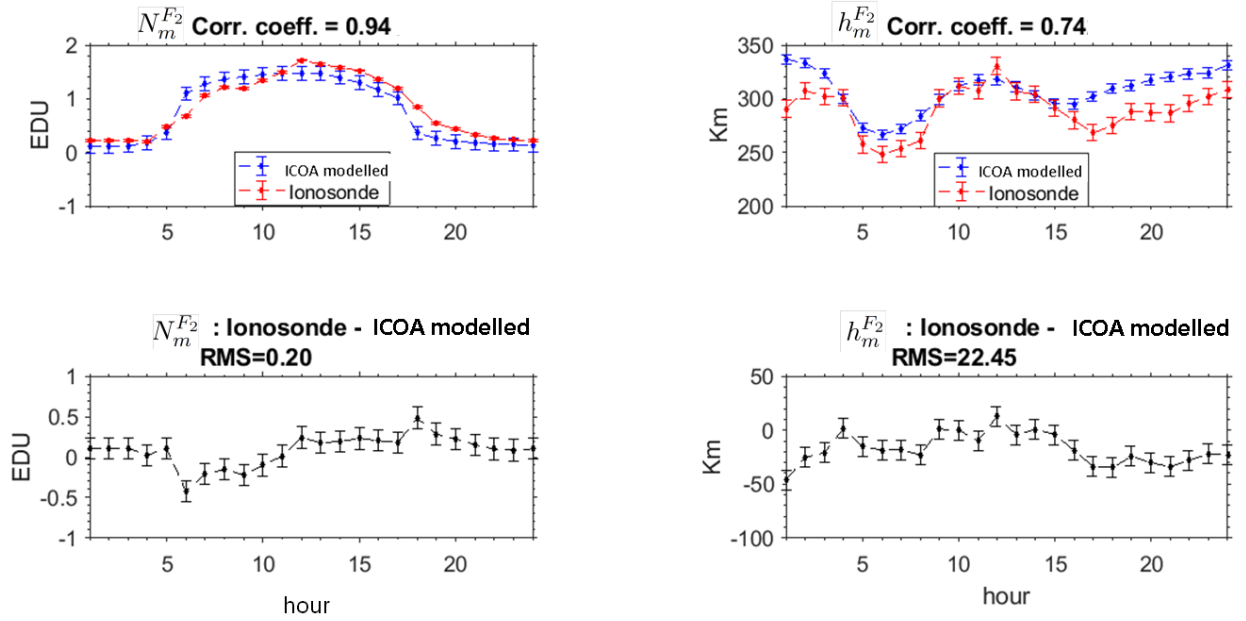 N_m^{F_2} Corr. coeff. = 0.94
2
1
0
-1
EDU
ICOA modelled
Ionosonde
5
10
15
20
h_m^{F_2} Corr. coeff. = 0.74
350
300
250
200
Km
ICOA modelled
Ionosonde
5
10
15
20
N_m^{F_2} : Ionosonde - ICOA modelled
RMS=0.20
1
0.5
0
-0.5
-1
EDU
5
10
15
20
hour
h_m^{F_2} : Ionosonde - ICOA modelled
RMS=22.45
50
0
-50
-100
Km
5
10
15
20
hour